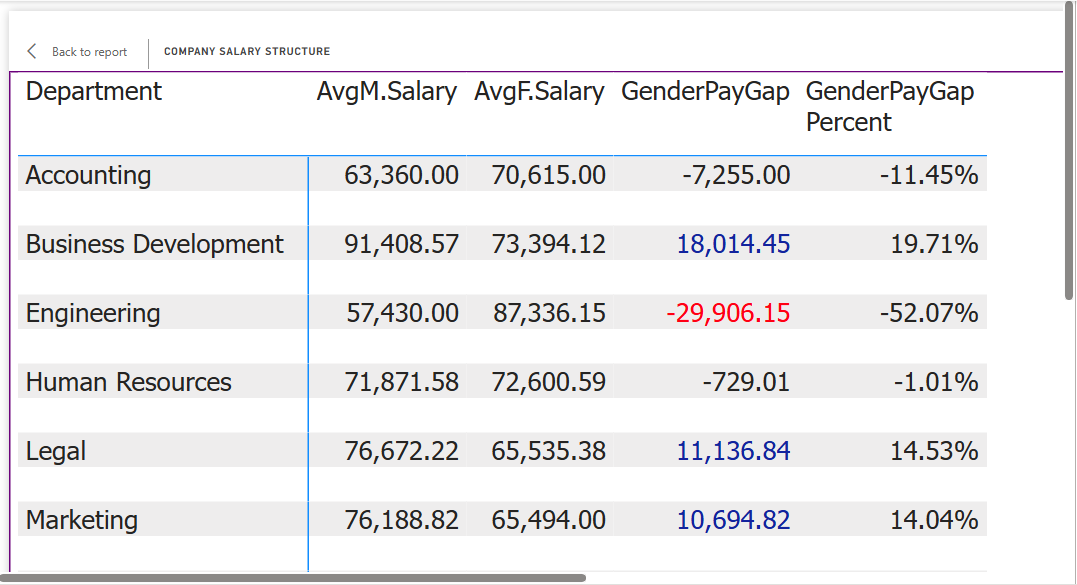 Back to report COMPANY SALARY STRUCTURE
Department AvgM.Salary AvgF.Salary GenderPayGap GenderPayGap
Percent
Accounting 63,360.00 70,615.00 -7,255.00 -11.45%
Business Development 91,408.57 73,394.12 18,014.45 19.71%
Engineering 57,430.00 87,336.15 -29,906.15 -52.07%
Human Resources 71,871.58 72,600.59 -729.01 -1.01%
Legal 76,672.22 65,535.38 11,136.84 14.53%
Marketing 76,188.82 65,494.00 10,694.82 14.04%